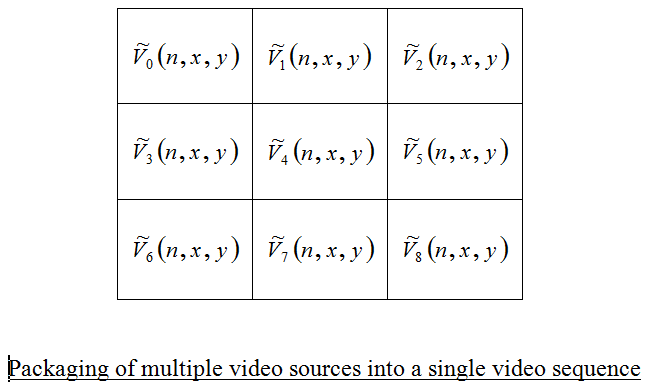 Ṽ₀(n, x, y) Ṽ₁(n, x, y) Ṽ₂(n, x, y)
Ṽ₃(n, x, y) Ṽ₄(n, x, y) Ṽ₅(n, x, y)
Ṽ₆(n, x, y) Ṽ₇(n, x, y) Ṽ₈(n, x, y)
Packaging of multiple video sources into a single video sequence